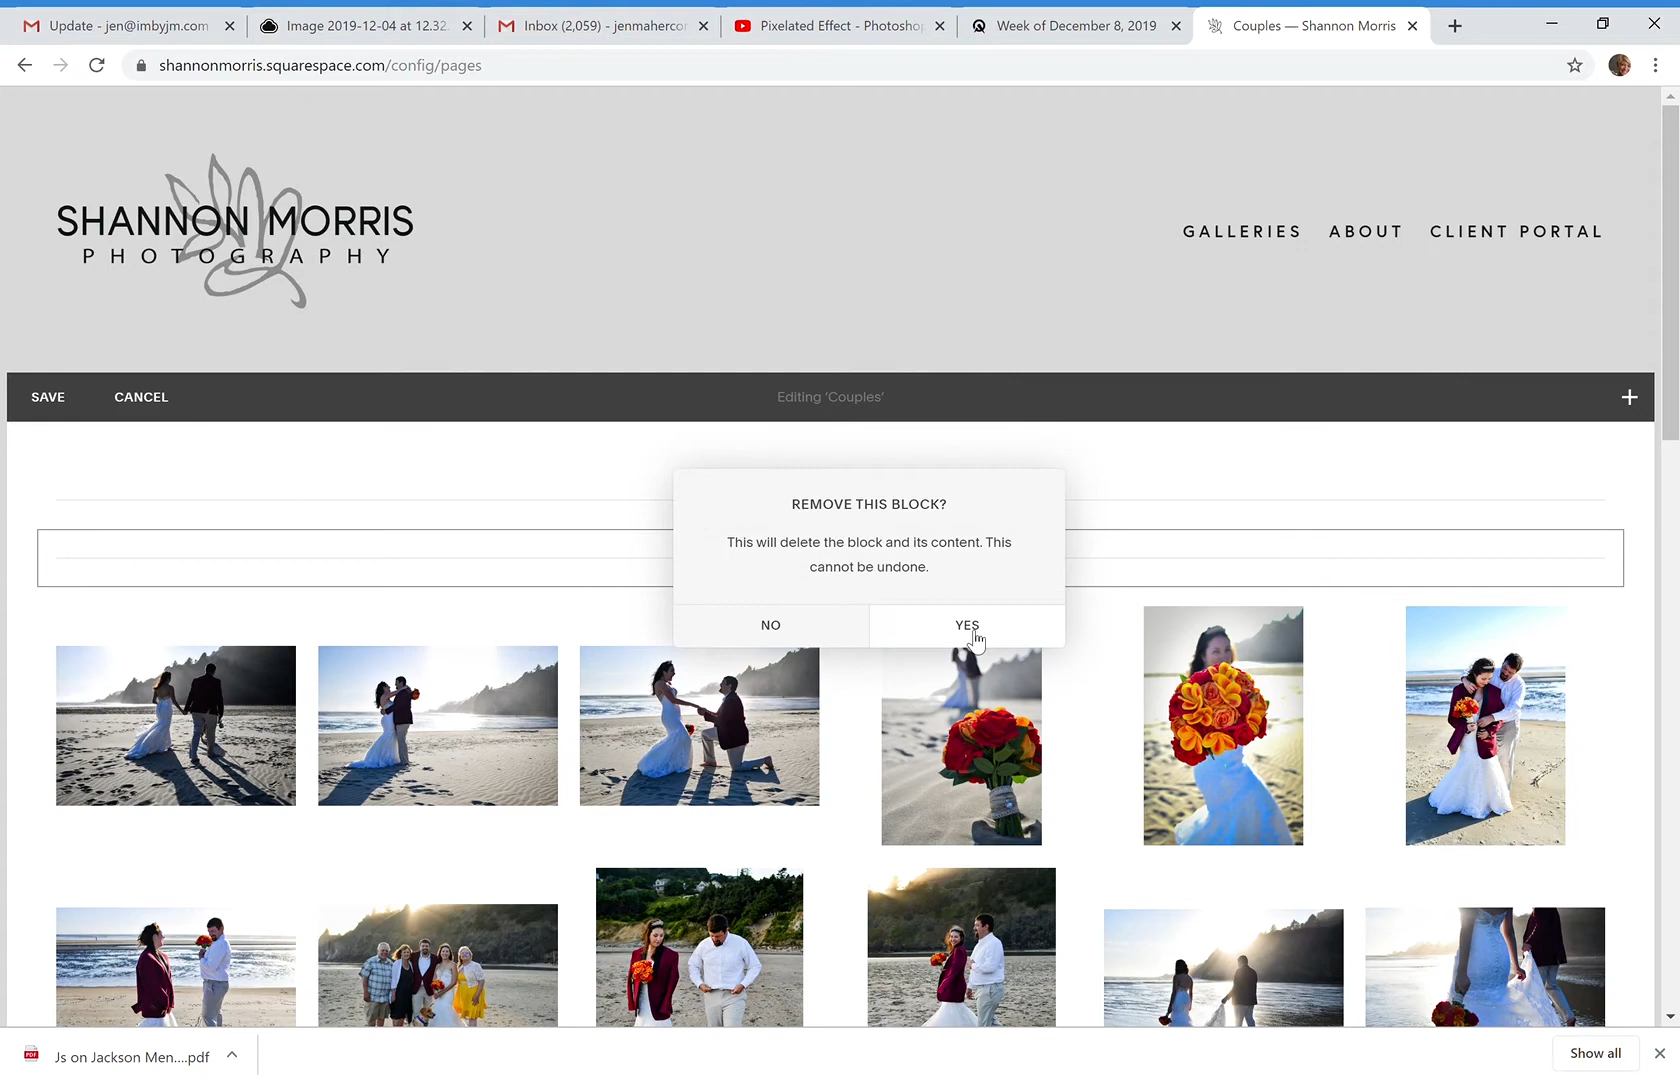 Update - jen@imbyjm.com
Image 2019-12-04 at 12.32.
Inbox (2,059) - jenmahercor
Pixelated Effect - Photosho
Week of December 8, 2019
Couples — Shannon Morris
shannonmorris.squarespace.com/config/pages
SHANNON MORRIS
PHOTOGRAPHY
GALLERIES ABOUT CLIENT PORTAL
SAVE CANCEL Editing ‘Couples’
REMOVE THIS BLOCK?
This will delete the block and its content. This
cannot be undone.
NO YES
PDF
Js on Jackson Men....pdf
Show all